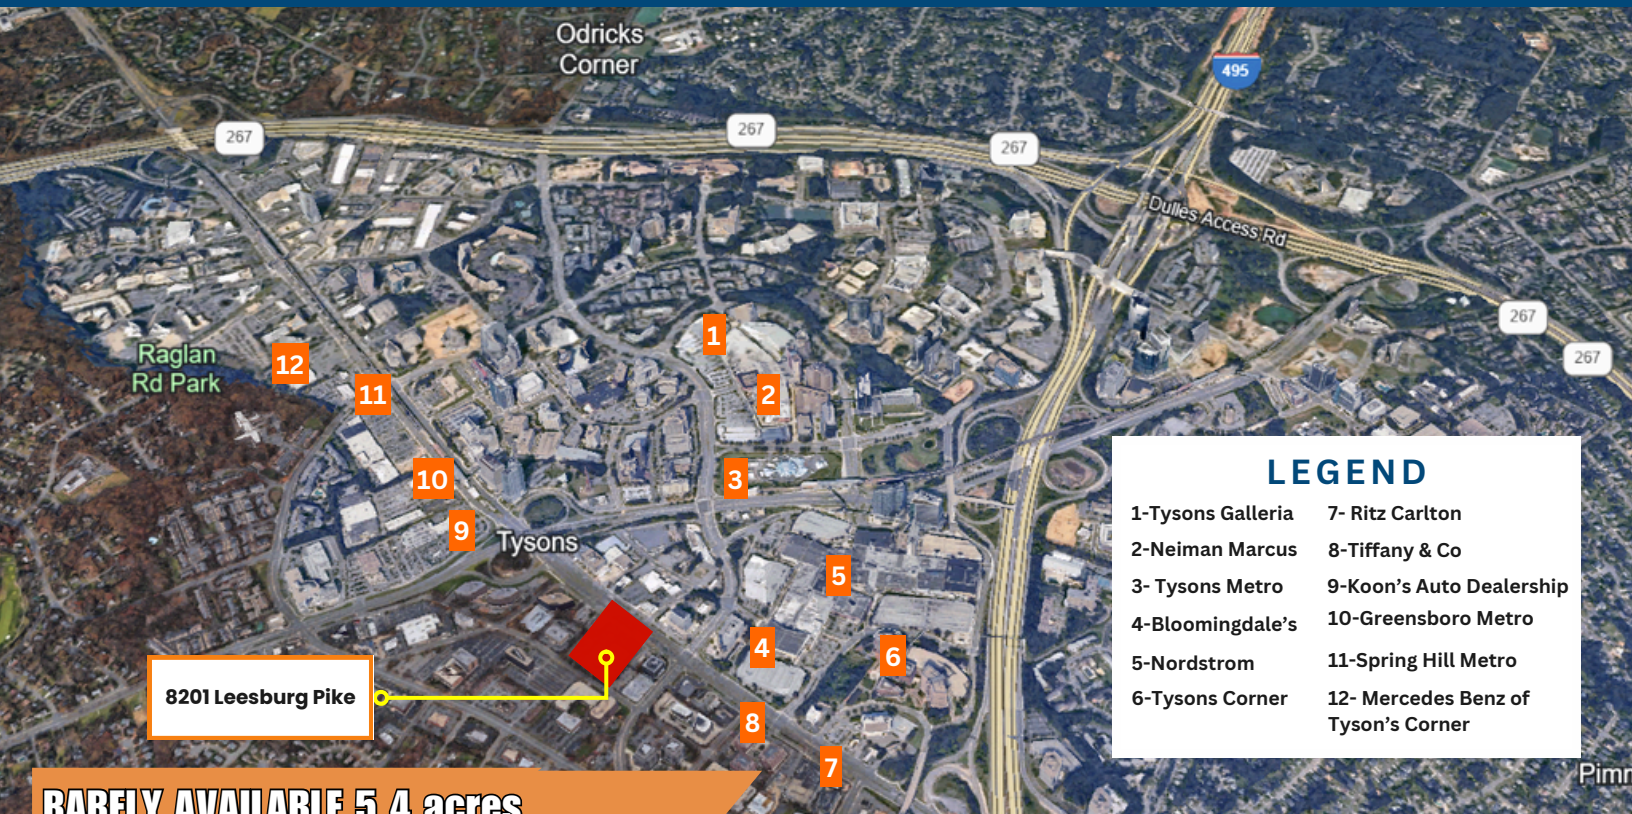 Odricks
Corner
495
267
267
267
Dulles Access Rd
267
267
1
Raglan
Rd Park
12
11
2
10
3
9
Tysons
5
4
6
8
7
8201 Leesburg Pike
LEGEND
1-Tysons Galleria
2-Neiman Marcus
3- Tysons Metro
4-Bloomingdale's
5-Nordstrom
6-Tysons Corner
7- Ritz Carlton
8-Tiffany & Co
9-Koon's Auto Dealership
10-Greensboro Metro
11-Spring Hill Metro
12- Mercedes Benz of
Tyson's Corner
Pimm
RARELY AVAILABLE 5.4 acres